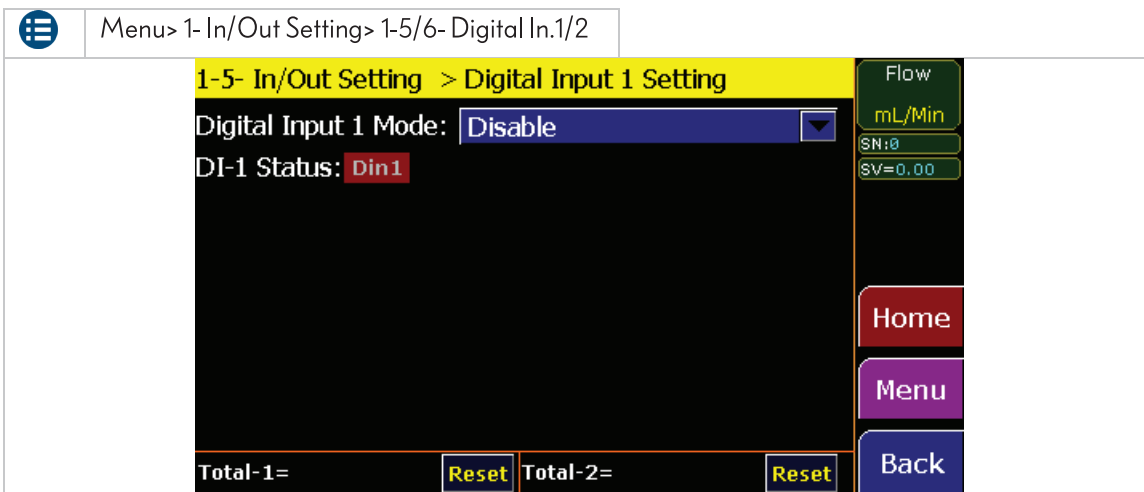 Menu> 1- In/Out Setting> 1-5/6- Digital In.1/2
1-5- In/Out Setting > Digital Input 1 Setting
Digital Input 1 Mode: Disable
DI-1 Status: Din1
Flow
mL/Min
SN:0
SV=0.00
Home
Menu
Back
Total-1= Reset Total-2= Reset